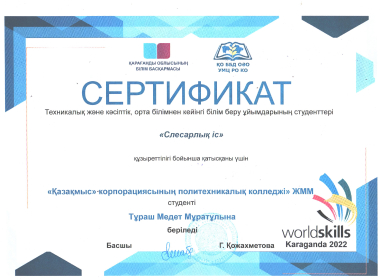 ҚАРАҒАНДЫ ОБЛЫСЫНЫҢ
БІЛІМ БАСҚАРМАСЫ
ҚО ББД ОӘО
УМЦ РО КО
СЕРТИФИКАТ
Техникалық және кәсіптік, орта білімнен кейінгі білім беру ұйымдарының студенттері
«Слесарлық іс»
құзыреттілігі бойынша қатысқаны үшін
«Қазақмыс»-корпорациясының политехникалық колледжі» ЖММ
студенті
Тұраш Медет Мұратұлына
беріледі
Басшы Г. Қожахметова
worldskills
Karaganda 2022